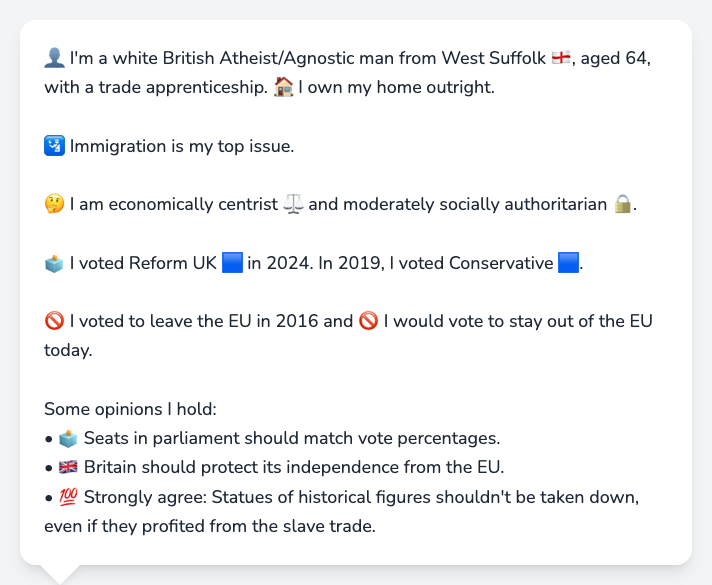 👤 I'm a white British Atheist/Agnostic man from West Suffolk 🏴󠁧󠁢󠁥󠁮󠁧󠁿, aged 64,
with a trade apprenticeship. 🏠 I own my home outright.
🛂 Immigration is my top issue.
🤔 I am economically centrist ⚖️ and moderately socially authoritarian 🔒.
🗳️ I voted Reform UK 🟦 in 2024. In 2019, I voted Conservative 🟦.
🚫 I voted to leave the EU in 2016 and 🚫 I would vote to stay out of the EU
today.
Some opinions I hold:
• 🗳️ Seats in parliament should match vote percentages.
• 🇬🇧 Britain should protect its independence from the EU.
• 💯 Strongly agree: Statues of historical figures shouldn't be taken down,
even if they profited from the slave trade.